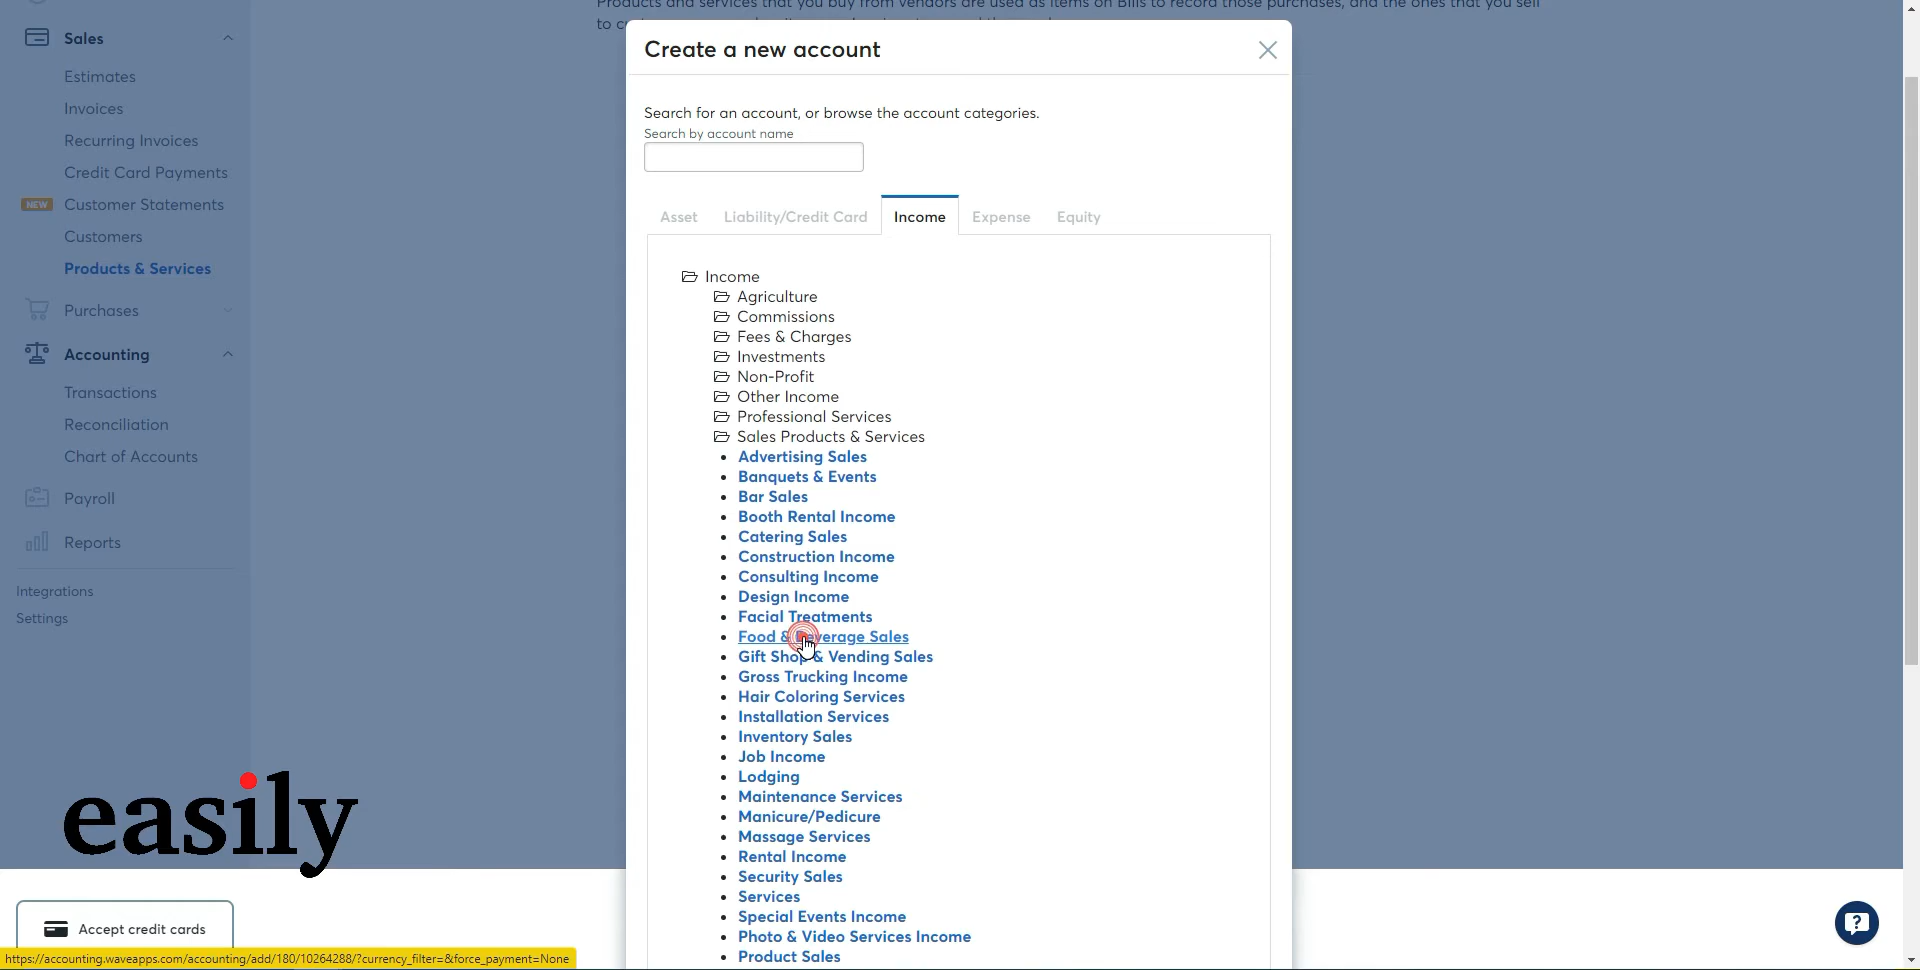 Products and services that you buy from vendors are used as items on Bills to record those purchases, and the ones that you sell
to c
Sales
Estimates
Invoices
Recurring Invoices
Credit Card Payments
NEW Customer Statements
Customers
Products & Services
Purchases
Accounting
Transactions
Reconciliation
Chart of Accounts
Payroll
Reports
Integrations
Settings
easily
Accept credit cards
https://accounting.waveapps.com/accounting/add/180/10264288/?currency_filter=&force_payment=None
Create a new account
Search for an account, or browse the account categories.
Search by account name
Asset Liability/Credit Card Income Expense Equity
Income
Agriculture
Commissions
Fees & Charges
Investments
Non-Profit
Other Income
Professional Services
Sales Products & Services
Advertising Sales
Banquets & Events
Bar Sales
Booth Rental Income
Catering Sales
Construction Income
Consulting Income
Design Income
Facial Treatments
Food & Beverage Sales
Gift Shop & Vending Sales
Gross Trucking Income
Hair Coloring Services
Installation Services
Inventory Sales
Job Income
Lodging
Maintenance Services
Manicure/Pedicure
Massage Services
Rental Income
Security Sales
Services
Special Events Income
Photo & Video Services Income
Product Sales